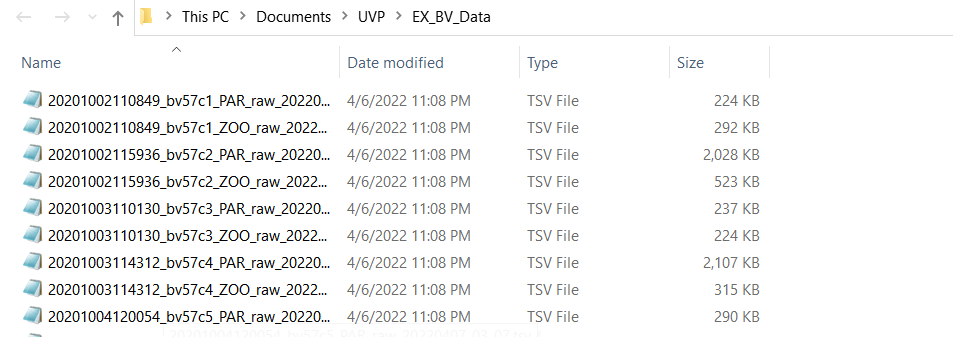 This PC > Documents > UVP > EX_BV_Data
Name Date modified Type Size
20201002110849_bv57c1_PAR_raw_20220... 4/6/2022 11:08 PM TSV File 224 KB
20201002110849_bv57c1_ZOO_raw_2022... 4/6/2022 11:08 PM TSV File 292 KB
20201002115936_bv57c2_PAR_raw_20220... 4/6/2022 11:08 PM TSV File 2,028 KB
20201002115936_bv57c2_ZOO_raw_2022... 4/6/2022 11:08 PM TSV File 523 KB
20201003110130_bv57c3_PAR_raw_20220... 4/6/2022 11:08 PM TSV File 237 KB
20201003110130_bv57c3_ZOO_raw_2022... 4/6/2022 11:08 PM TSV File 224 KB
20201003114312_bv57c4_PAR_raw_20220... 4/6/2022 11:08 PM TSV File 2,107 KB
20201003114312_bv57c4_ZOO_raw_2022... 4/6/2022 11:08 PM TSV File 315 KB
20201004120054_bv57c5_PAR_raw_20220... 4/6/2022 11:08 PM TSV File 290 KB